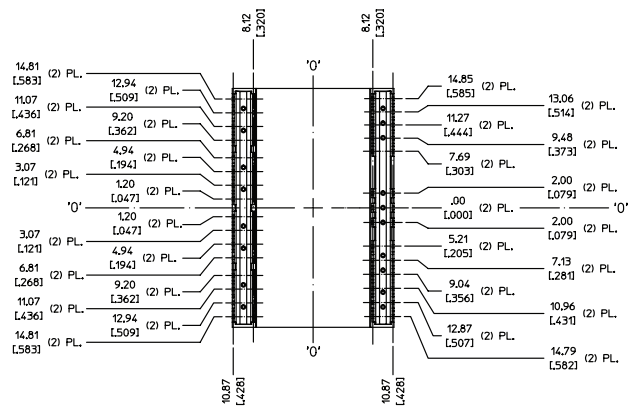 8.12
[.320]
8.12
[.320]
'0'
14.81
[.583] (2) PL.
12.94
[.509] (2) PL.
11.07
[.436] (2) PL.
9.20
[.362] (2) PL.
6.81
[.268] (2) PL.
4.94
[.194] (2) PL.
3.07
[.121] (2) PL.
1.20
[.047] (2) PL.
'0'
1.20
[.047] (2) PL.
3.07
[.121] (2) PL.
4.94
[.194] (2) PL.
6.81
[.268] (2) PL.
9.20
[.362] (2) PL.
11.07
[.436] (2) PL.
12.94
[.509] (2) PL.
14.81
[.583] (2) PL.
14.85
[.585] (2) PL.
13.06
[.514] (2) PL.
11.27
[.444] (2) PL.
9.48
[.373] (2) PL.
7.69
[.303] (2) PL.
2.00
[.079] (2) PL.
.00
[.000] (2) PL.
'0'
2.00
[.079] (2) PL.
5.21
[.205] (2) PL.
7.13
[.281] (2) PL.
9.04
[.356] (2) PL.
10.96
[.431] (2) PL.
12.87
[.507] (2) PL.
14.79
[.582] (2) PL.
'0'
10.87
[.428]
10.87
[.428]